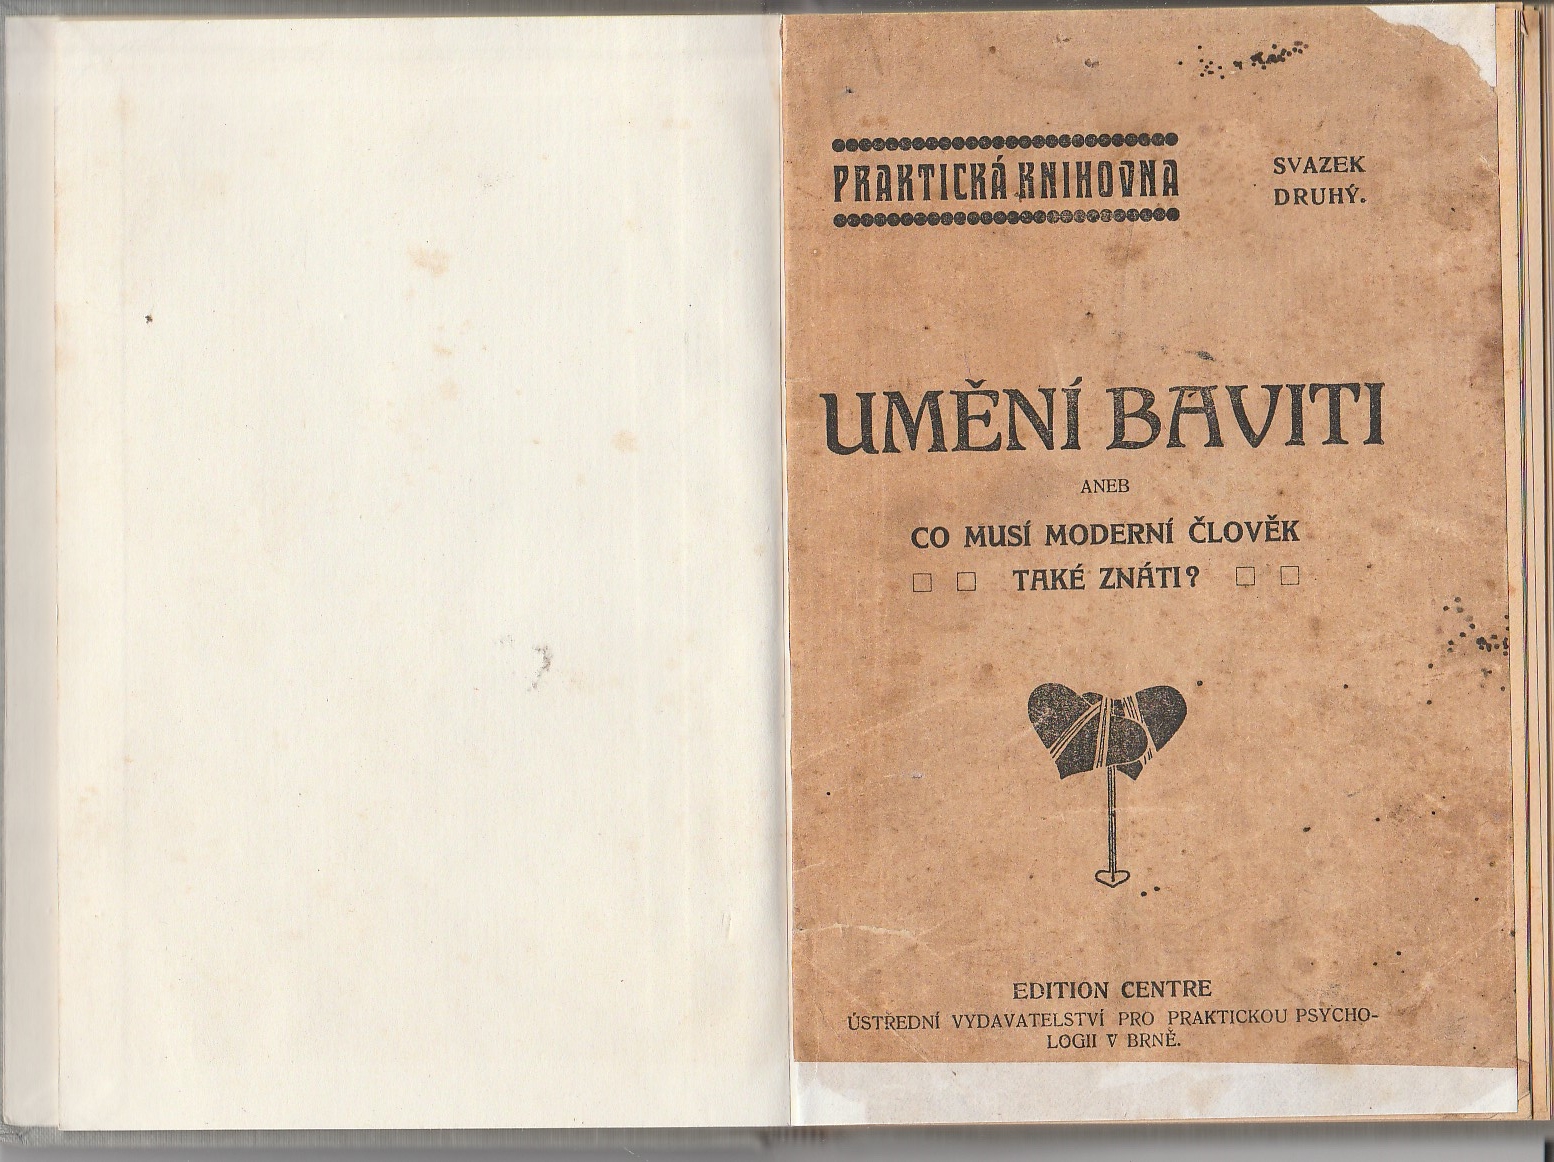 PRAKTICKÁ KNIHOVNA
SVAZEK
DRUHÝ.
UMĚNÍ BAVITI
ANEB
CO MUSÍ MODERNÍ ČLOVĚK
TAKÉ ZNÁTI?
EDITION CENTRE
ÚSTŘEDNÍ VYDAVATELSTVÍ PRO PRAKTICKOU PSYCHO-
LOGII V BRNĚ.